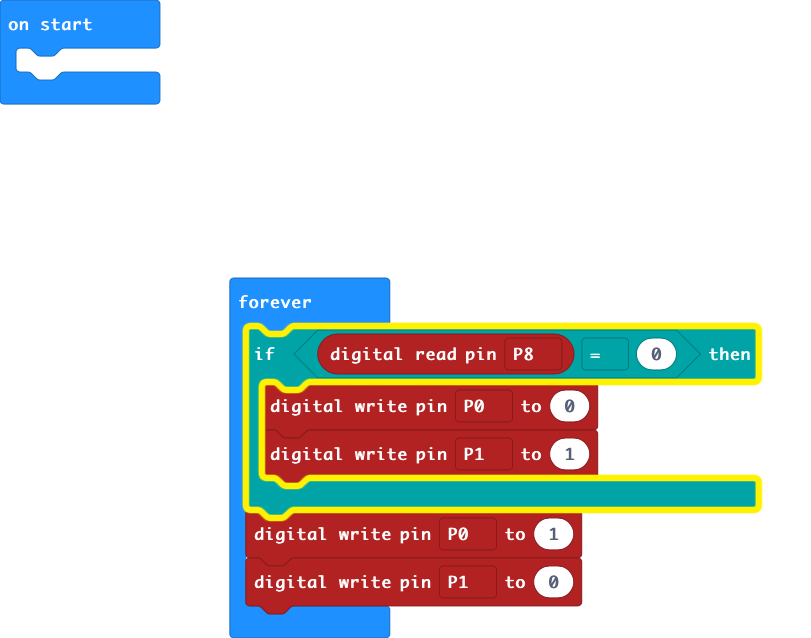 on start
forever
if digital read pin P8 = 0 then
digital write pin P0 to 0
digital write pin P1 to 1
digital write pin P0 to 1
digital write pin P1 to 0